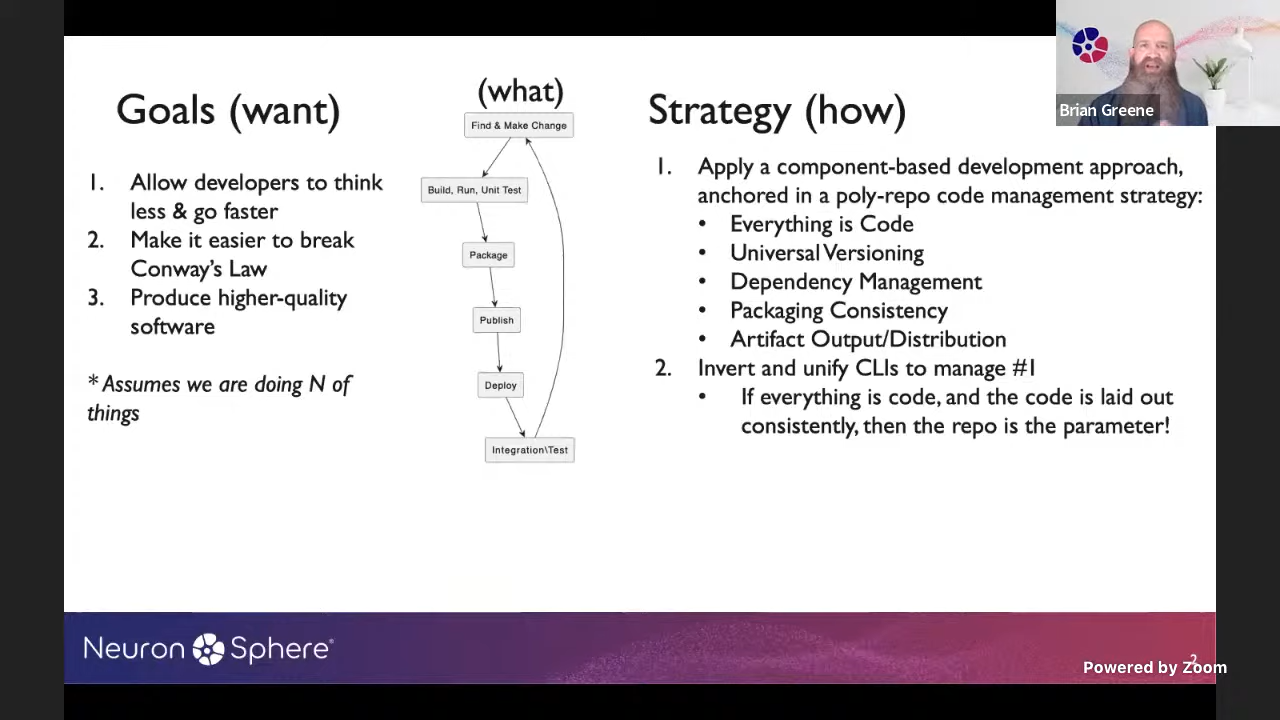 Goals (want)
1. Allow developers to think
less & go faster
2. Make it easier to break
Conway's Law
3. Produce higher-quality
software
* Assumes we are doing N of
things
(what)
Find & Make Change
Build, Run, Unit Test
Package
Publish
Deploy
Integration\Test
Strategy (how)
1. Apply a component-based development approach,
anchored in a poly-repo code management strategy:
• Everything is Code
• Universal Versioning
• Dependency Management
• Packaging Consistency
• Artifact Output/Distribution
2. Invert and unify CLIs to manage #1
• If everything is code, and the code is laid out
consistently, then the repo is the parameter!
Brian Greene
Neuron Sphere®
2
Powered by Zoom